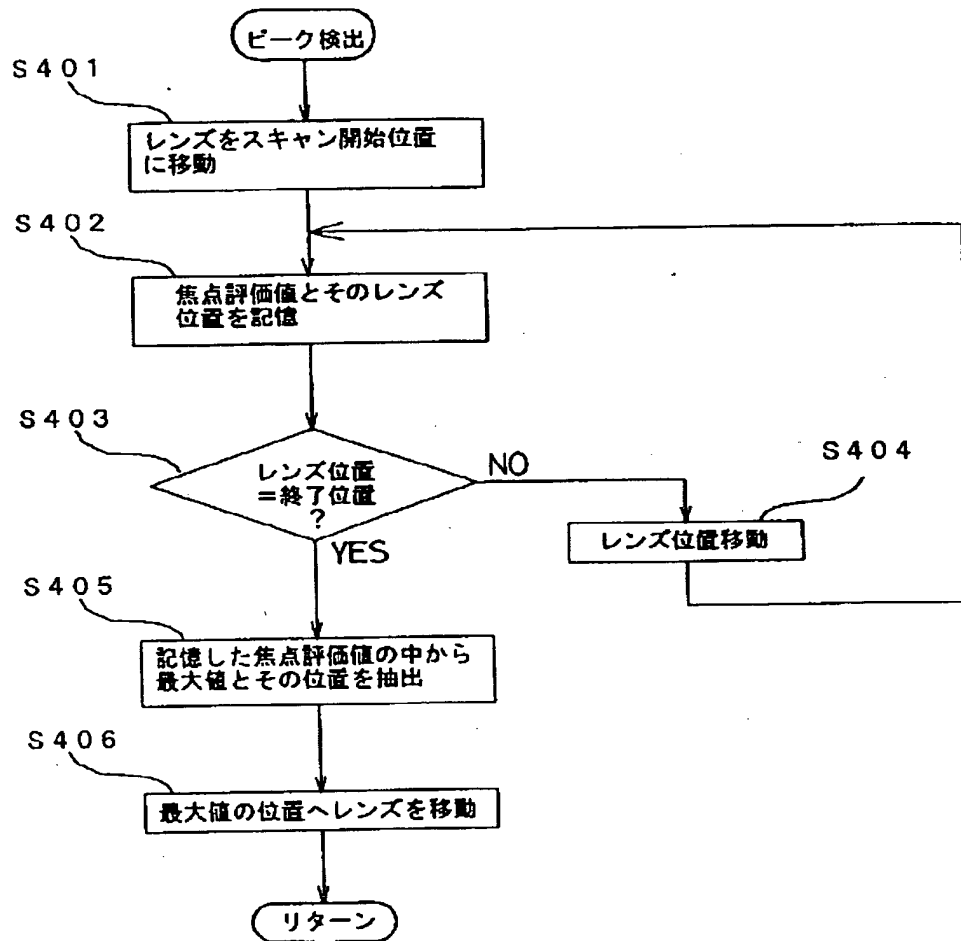 ピーク検出
S401
レンズをスキャン開始位置
に移動
S402
焦点評価値とそのレンズ
位置を記憶
S403
レンズ位置
=終了位置
?
NO
YES
S404
レンズ位置移動
S405
記憶した焦点評価値の中から
最大値とその位置を抽出
S406
最大値の位置へレンズを移動
リターン